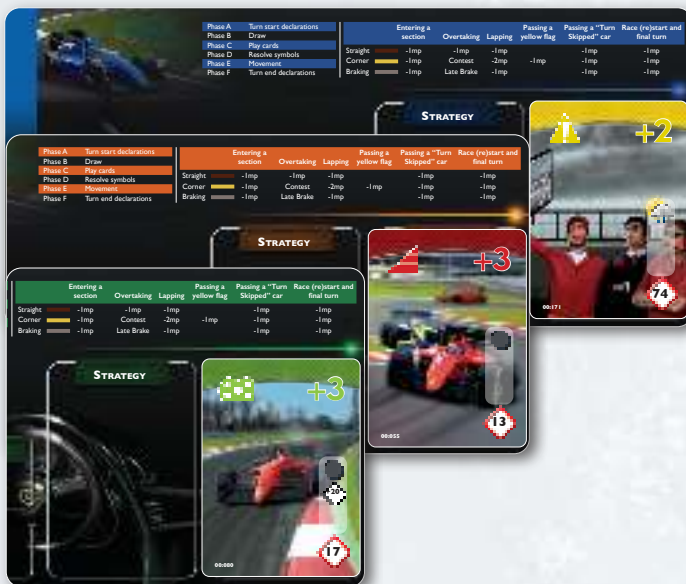 Phase A Turn start declarations
Phase B Draw
Phase C Play cards
Phase D Resolve symbols
Phase E Movement
Phase F Turn end declarations
Entering a section Overtaking Lapping Passing a yellow flag Passing a "Turn Skipped" car Race (re)start and final turn
Straight -1mp -1mp -1mp -1mp -1mp
Corner -1mp Contest -2mp -1mp -1mp -1mp
Braking -1mp Late Brake -1mp -1mp -1mp
STRATEGY
+2
74
00:171
Phase A Turn start declarations
Phase B Draw
Phase C Play cards
Phase D Resolve symbols
Phase E Movement
Phase F Turn end declarations
Entering a section Overtaking Lapping Passing a yellow flag Passing a "Turn Skipped" car Race (re)start and final turn
Straight -1mp -1mp -1mp -1mp -1mp
Corner -1mp Contest -2mp -1mp -1mp -1mp
Braking -1mp Late Brake -1mp -1mp -1mp
STRATEGY
+3
13
00:055
Entering a section Overtaking Lapping Passing a yellow flag Passing a "Turn Skipped" car Race (re)start and final turn
Straight -1mp -1mp -1mp -1mp -1mp
Corner -1mp Contest -2mp -1mp -1mp -1mp
Braking -1mp Late Brake -1mp -1mp -1mp
STRATEGY
+3
20
17
00:080